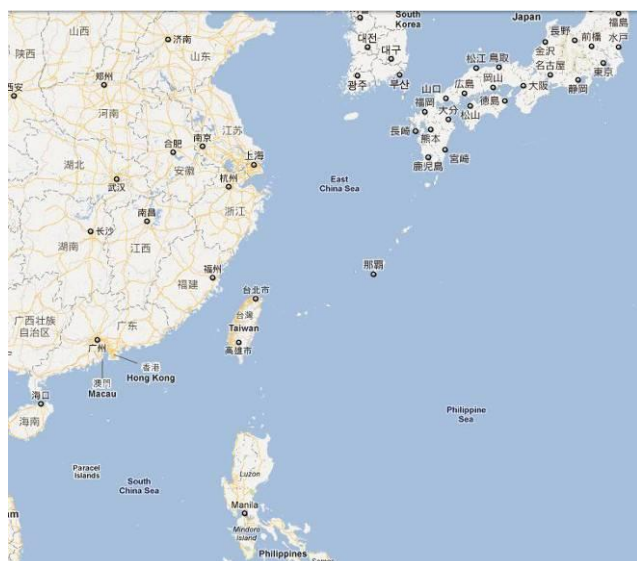 South
Korea
Japan
福島
山西
济南
대전
长野
水戸
金沢
前橋
陕西
山东
대구
松江
鳥取
名古屋
東京
西安
郑州
광주
부산
山口
広島
岡山
大阪
静岡
河南
福岡
大分
松山
徳島
江苏
長崎
熊本
合肥
南京
上海
鹿児島
宮崎
湖北
安徽
East
China Sea
武汉
杭州
南昌
浙江
长沙
湖南
江西
那覇
福州
福建
台北市
广西壮族
自治区
广东
台灣
Taiwan
广州
高雄市
香港
Hong Kong
澳門
Macau
海口
海南
Philippine
Sea
Paracel
Islands
South
China Sea
Luzon
Manila
am
Mindoro
Island
Philippines